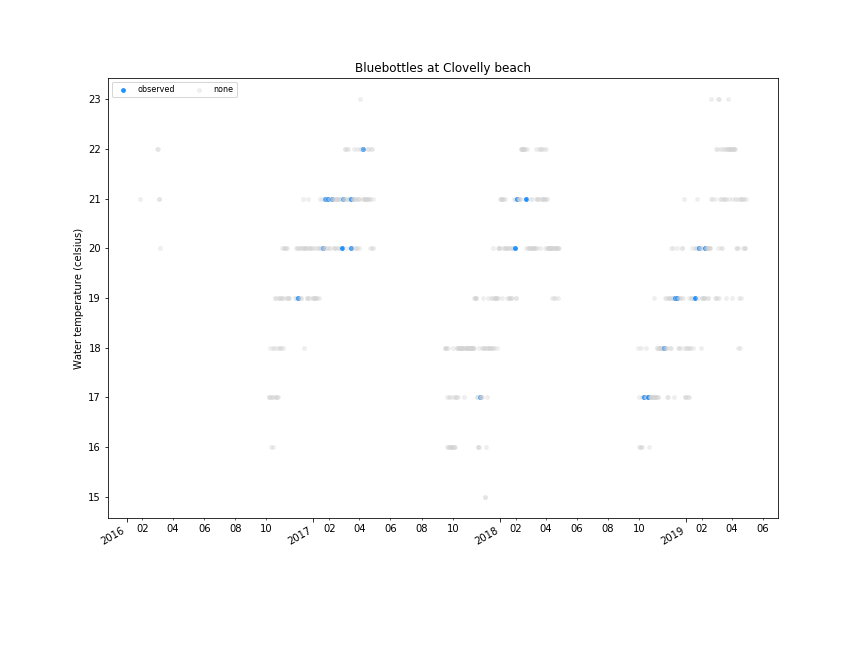 Bluebottles at Clovelly beach
observed none
23
22
21
20
19
18
17
16
15
Water temperature (celsius)
2016 02 04 06 08 10 2017 02 04 06 08 10 2018 02 04 06 08 10 2019 02 04 06